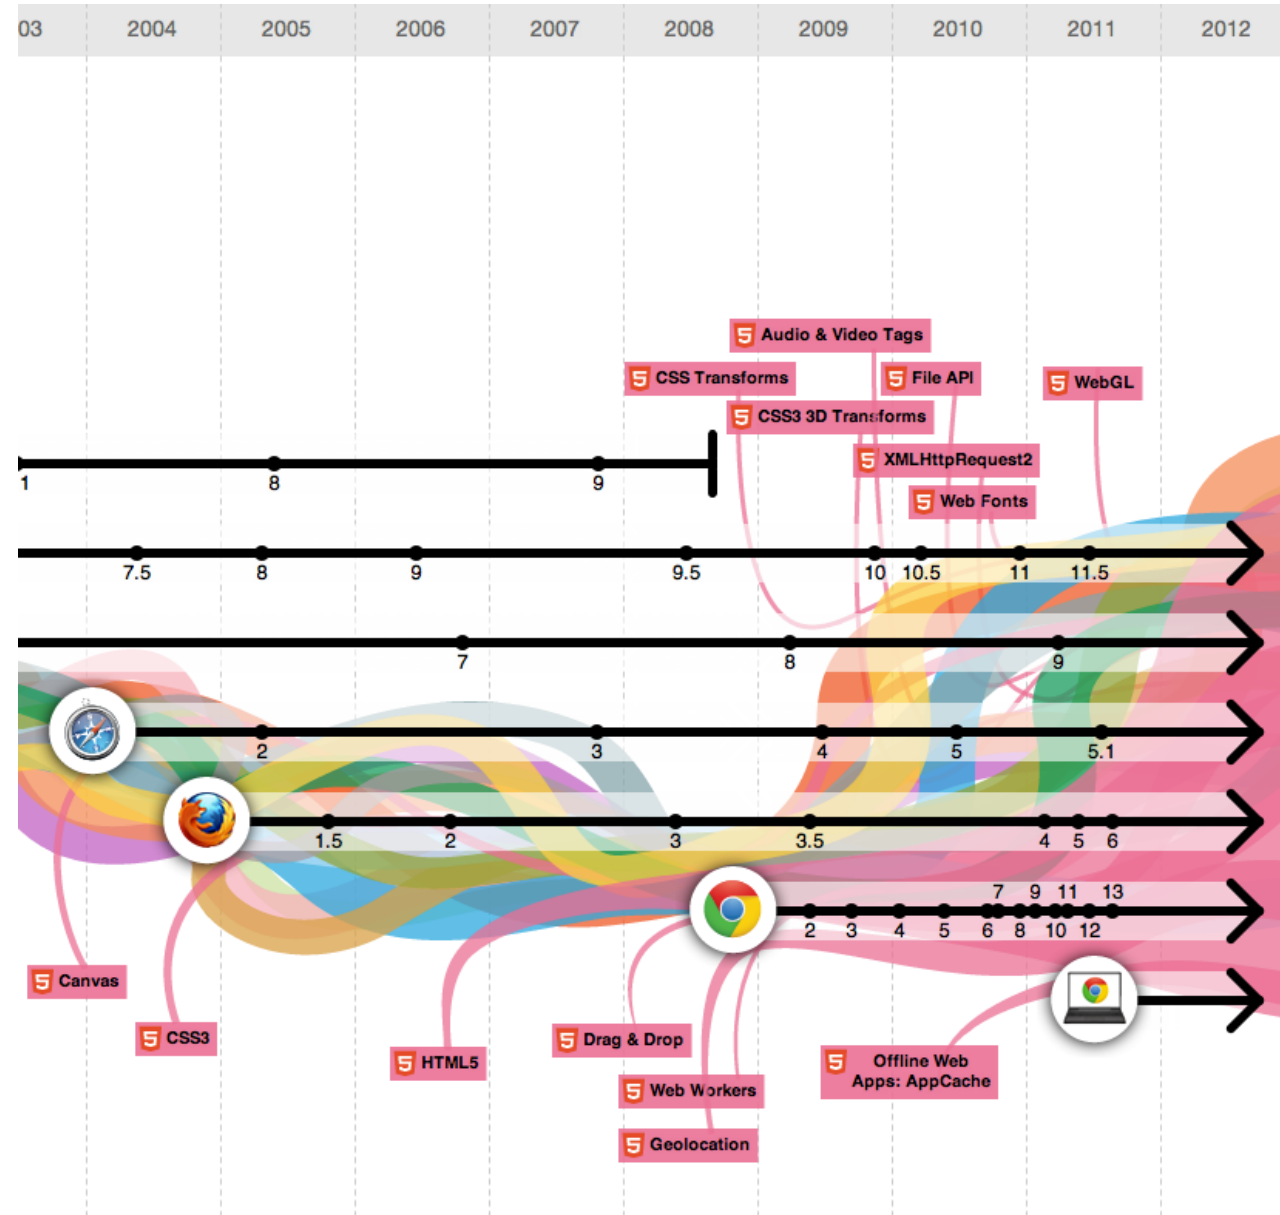 03 2004 2005 2006 2007 2008 2009 2010 2011 2012
Audio & Video Tags
CSS Transforms
File API
WebGL
CSS3 3D Transforms
XMLHttpRequest2
Web Fonts
1 8 9
7.5 8 9 9.5 10 10.5 11 11.5
7 8 9
2 3 4 5 5.1
1.5 2 3 3.5 4 5 6
7 9 11 13
2 3 4 5 6 8 10 12
Canvas
CSS3
HTML5
Drag & Drop
Offline Web
Apps: AppCache
Web Workers
Geolocation